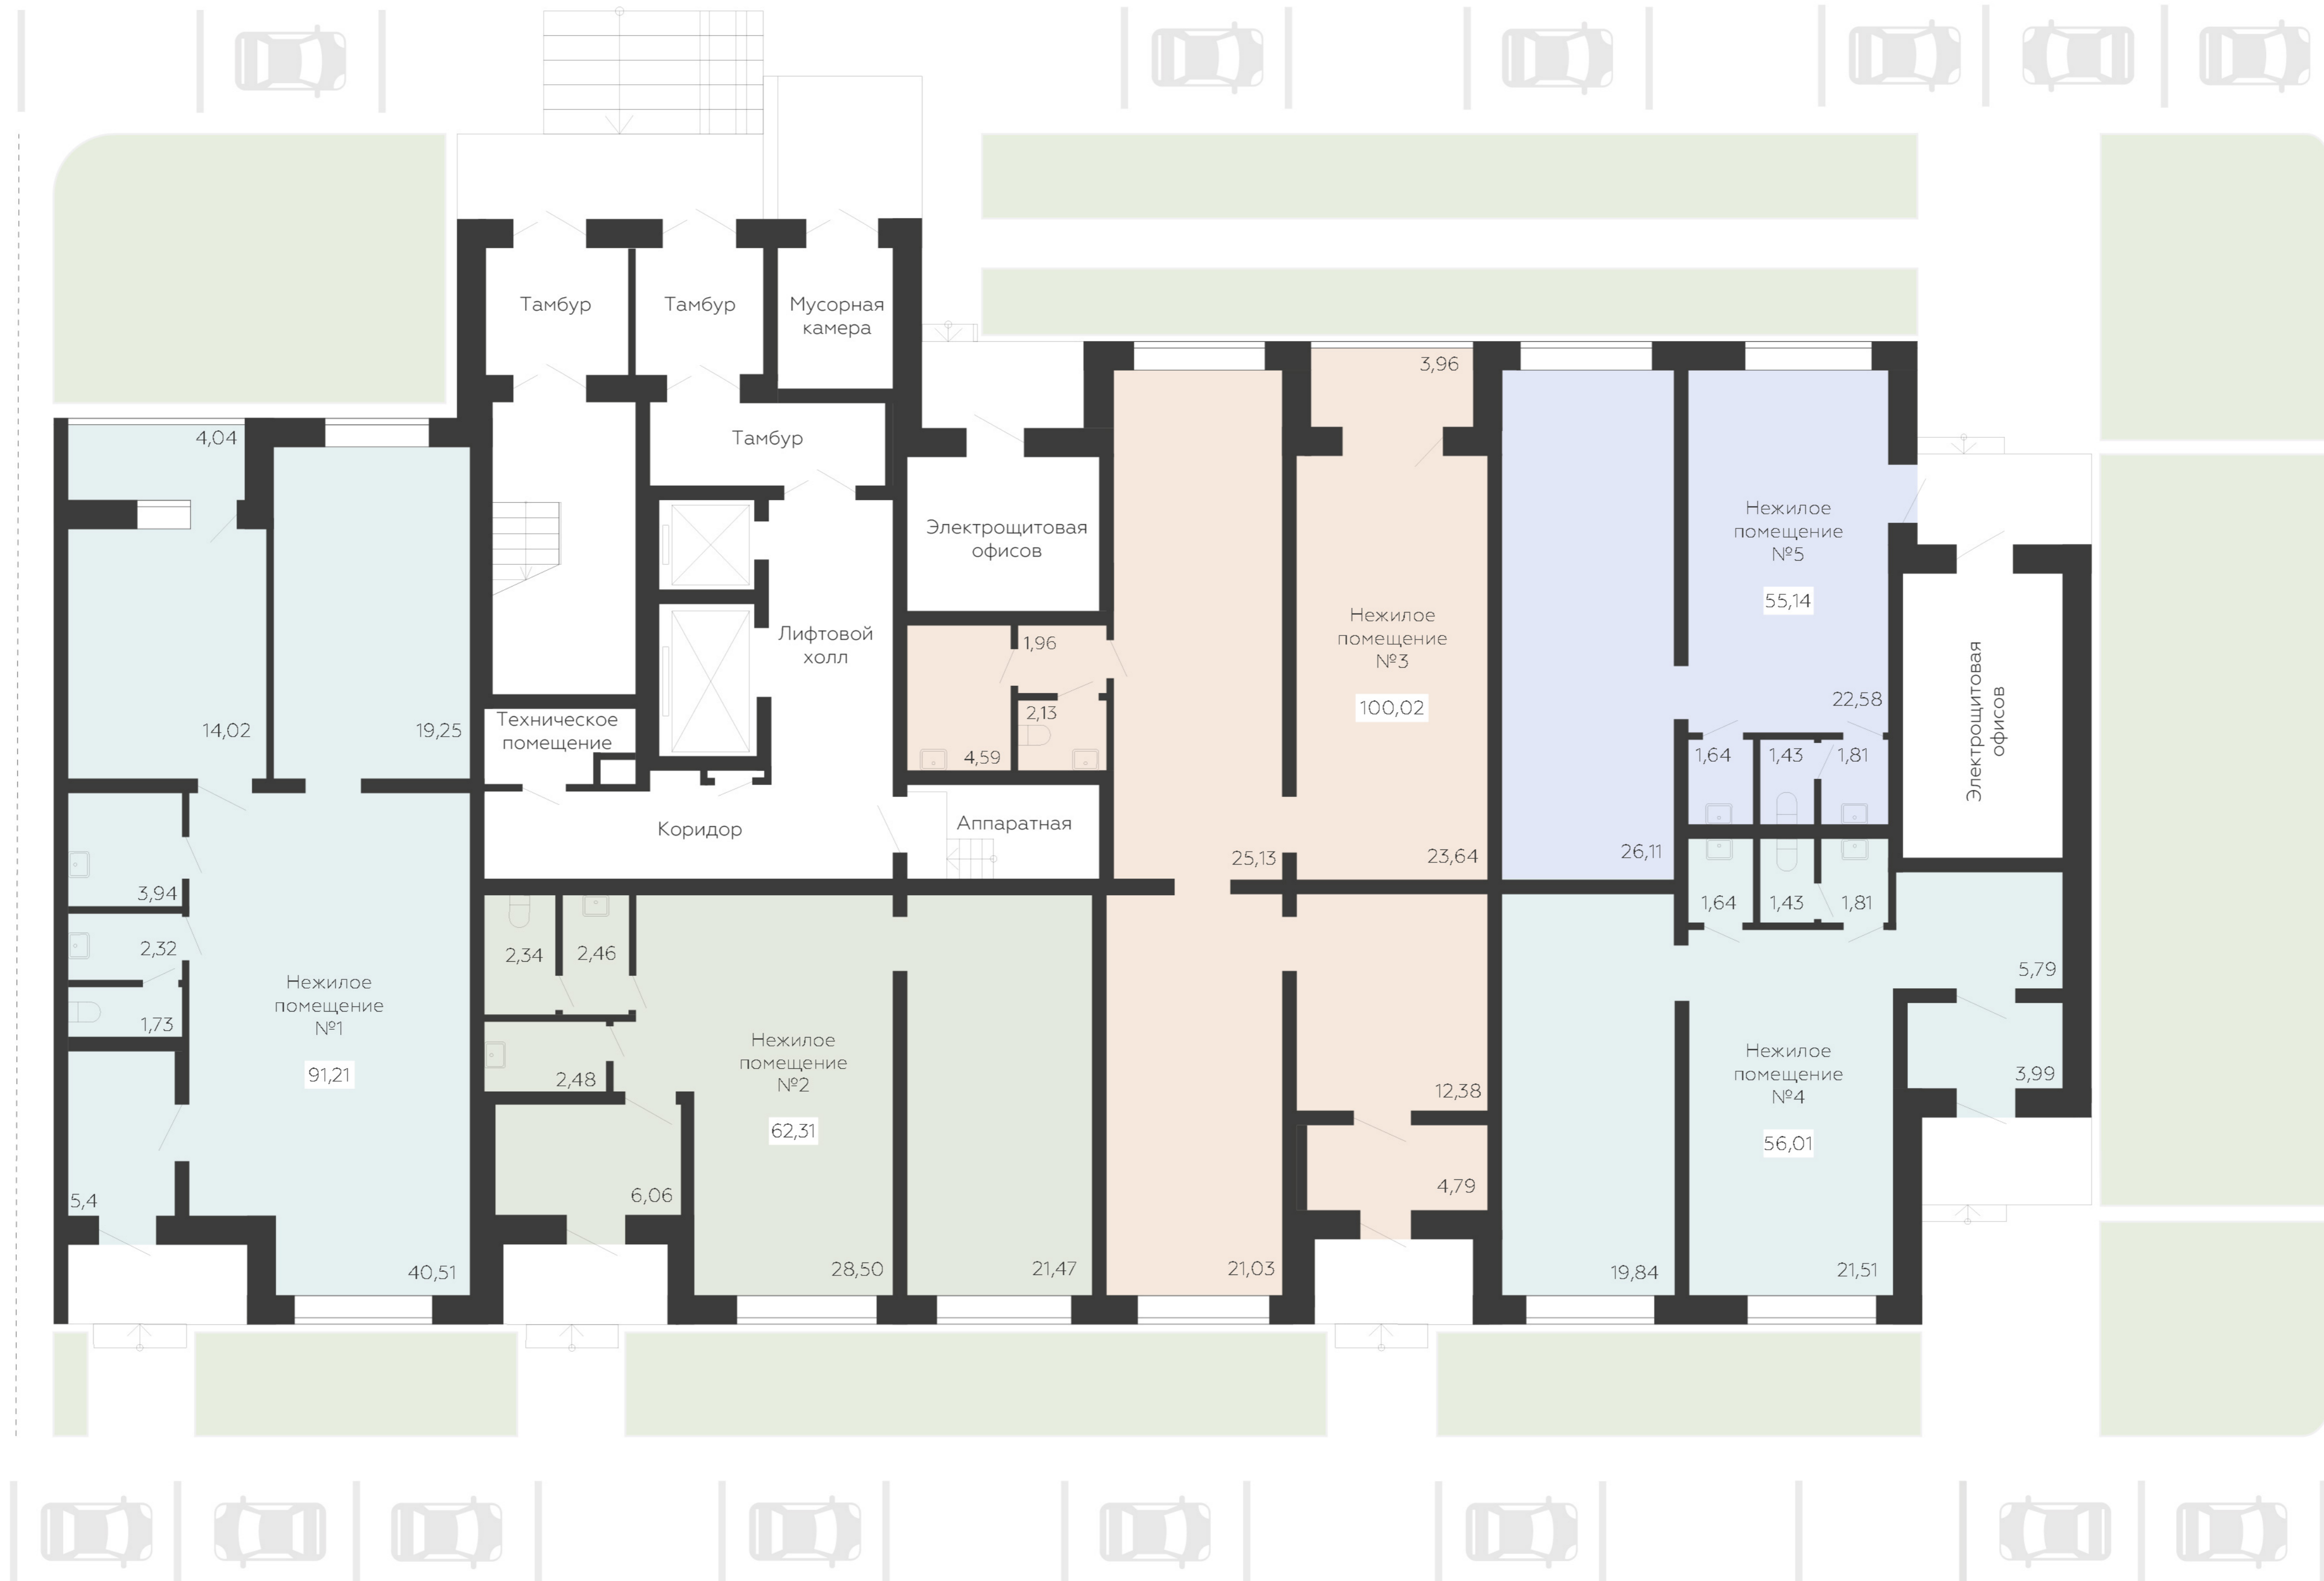 Тамбур
Тамбур
Мусорная
камера
3,96
4,04
Тамбур
Электрощитовая
офисов
Нежилое
помещение
№5
55,14
Нежилое
помещение
№3
100,02
1,96
Лифтовой
холл
Электрощитовая
офисов
22,58
2,13
4,59
14,02
19,25
Техническое
помещение
1,64
1,43
1,81
Коридор
Аппаратная
25,13
23,64
26,11
3,94
1,64
1,43
1,81
2,32
2,34
2,46
5,79
1,73
Нежилое
помещение
№1
91,21
Нежилое
помещение
№2
62,31
2,48
12,38
Нежилое
помещение
№4
56,01
3,99
5,4
6,06
4,79
40,51
28,50
21,47
21,03
19,84
21,51